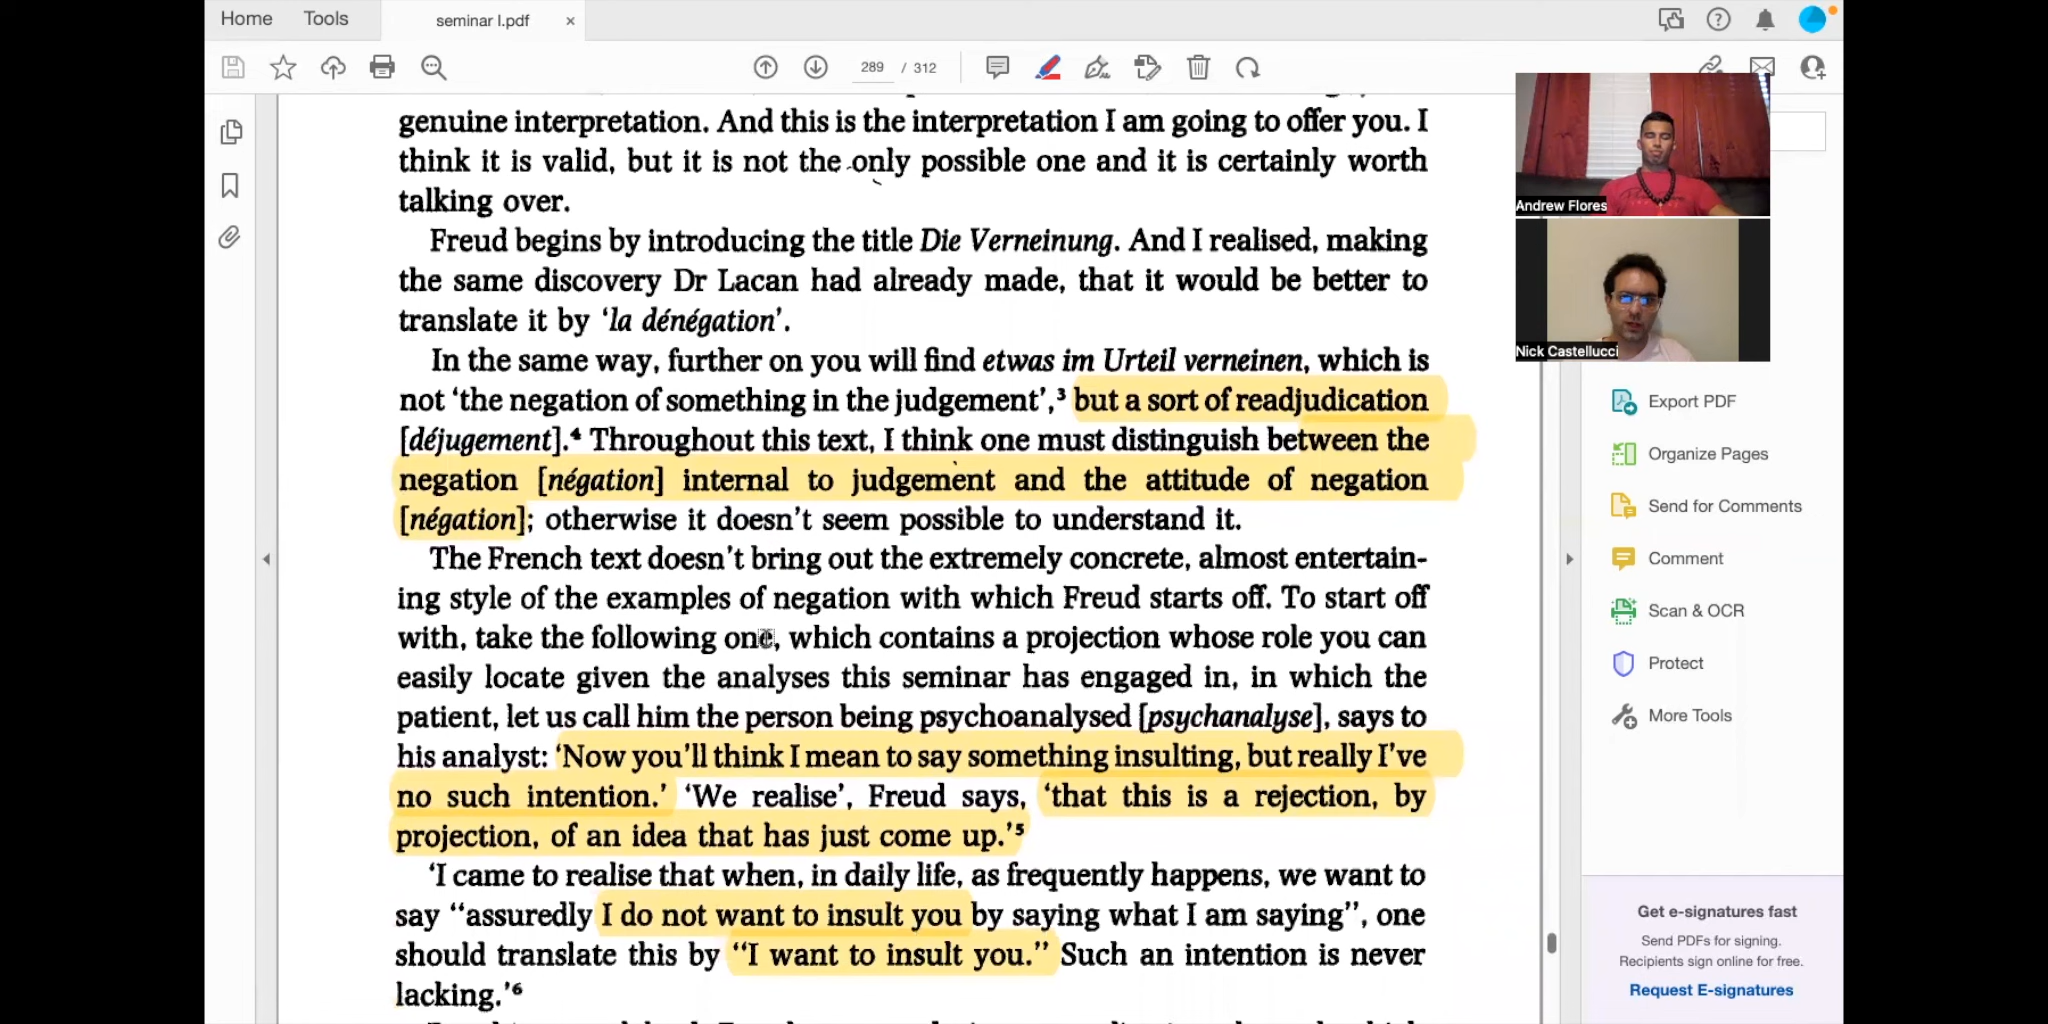 Home
Tools
seminar I.pdf
289 / 312
genuine interpretation. And this is the interpretation I am going to offer you. I
think it is valid, but it is not the only possible one and it is certainly worth
talking over.
Freud begins by introducing the title Die Verneinung. And I realised, making
the same discovery Dr Lacan had already made, that it would be better to
translate it by ‘la dénégation’.
In the same way, further on you will find etwas im Urteil verneinen, which is
not ‘the negation of something in the judgement’,³ but a sort of readjudication
[déjugement].⁴ Throughout this text, I think one must distinguish between the
negation [négation] internal to judgement and the attitude of negation
[négation]; otherwise it doesn’t seem possible to understand it.
The French text doesn’t bring out the extremely concrete, almost entertain-
ing style of the examples of negation with which Freud starts off. To start off
with, take the following one, which contains a projection whose role you can
easily locate given the analyses this seminar has engaged in, in which the
patient, let us call him the person being psychoanalysed [psychanalyse], says to
his analyst: ‘Now you’ll think I mean to say something insulting, but really I’ve
no such intention.’ ‘We realise’, Freud says, ‘that this is a rejection, by
projection, of an idea that has just come up.’⁵
‘I came to realise that when, in daily life, as frequently happens, we want to
say “assuredly I do not want to insult you by saying what I am saying”, one
should translate this by “I want to insult you.” Such an intention is never
lacking.’⁶
Andrew Flores
Nick Castellucci
Export PDF
Organize Pages
Send for Comments
Comment
Scan & OCR
Protect
More Tools
Get e-signatures fast
Send PDFs for signing.
Recipients sign online for free.
Request E-signatures